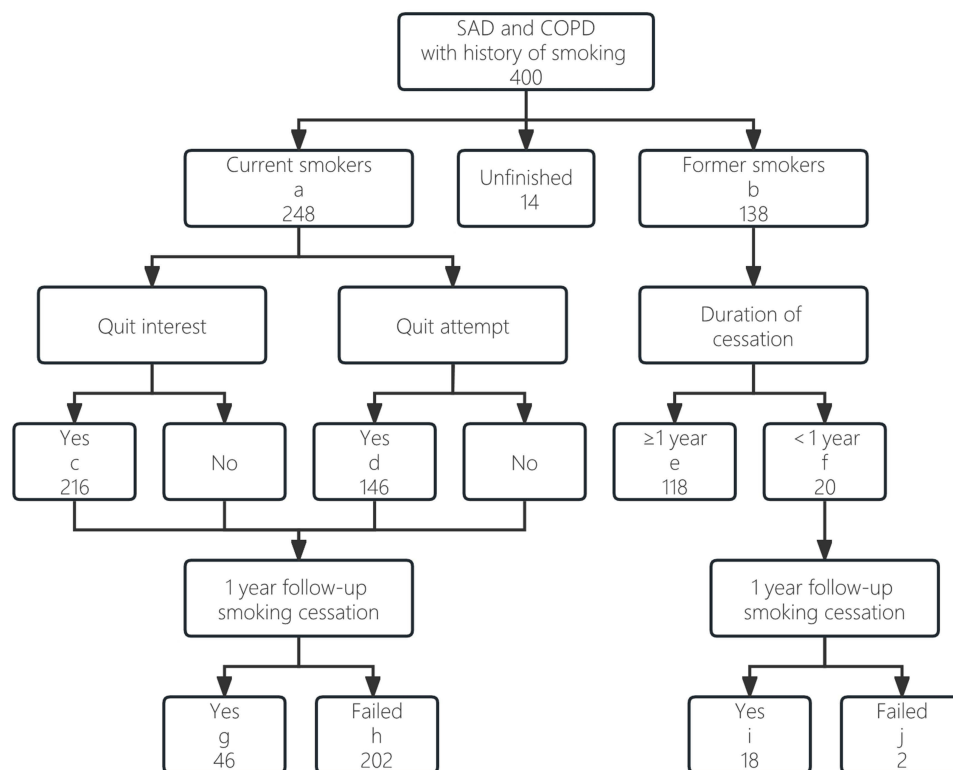 SAD and COPD
with history of smoking
400
Current smokers
a
248
Unfinished
14
Former smokers
b
138
Quit interest
Quit attempt
Duration of
cessation
Yes
c
216
No
Yes
d
146
No
≥1 year
e
118
<1 year
f
20
1 year follow-up
smoking cessation
1 year follow-up
smoking cessation
Yes
g
46
Failed
h
202
Yes
i
18
Failed
j
2